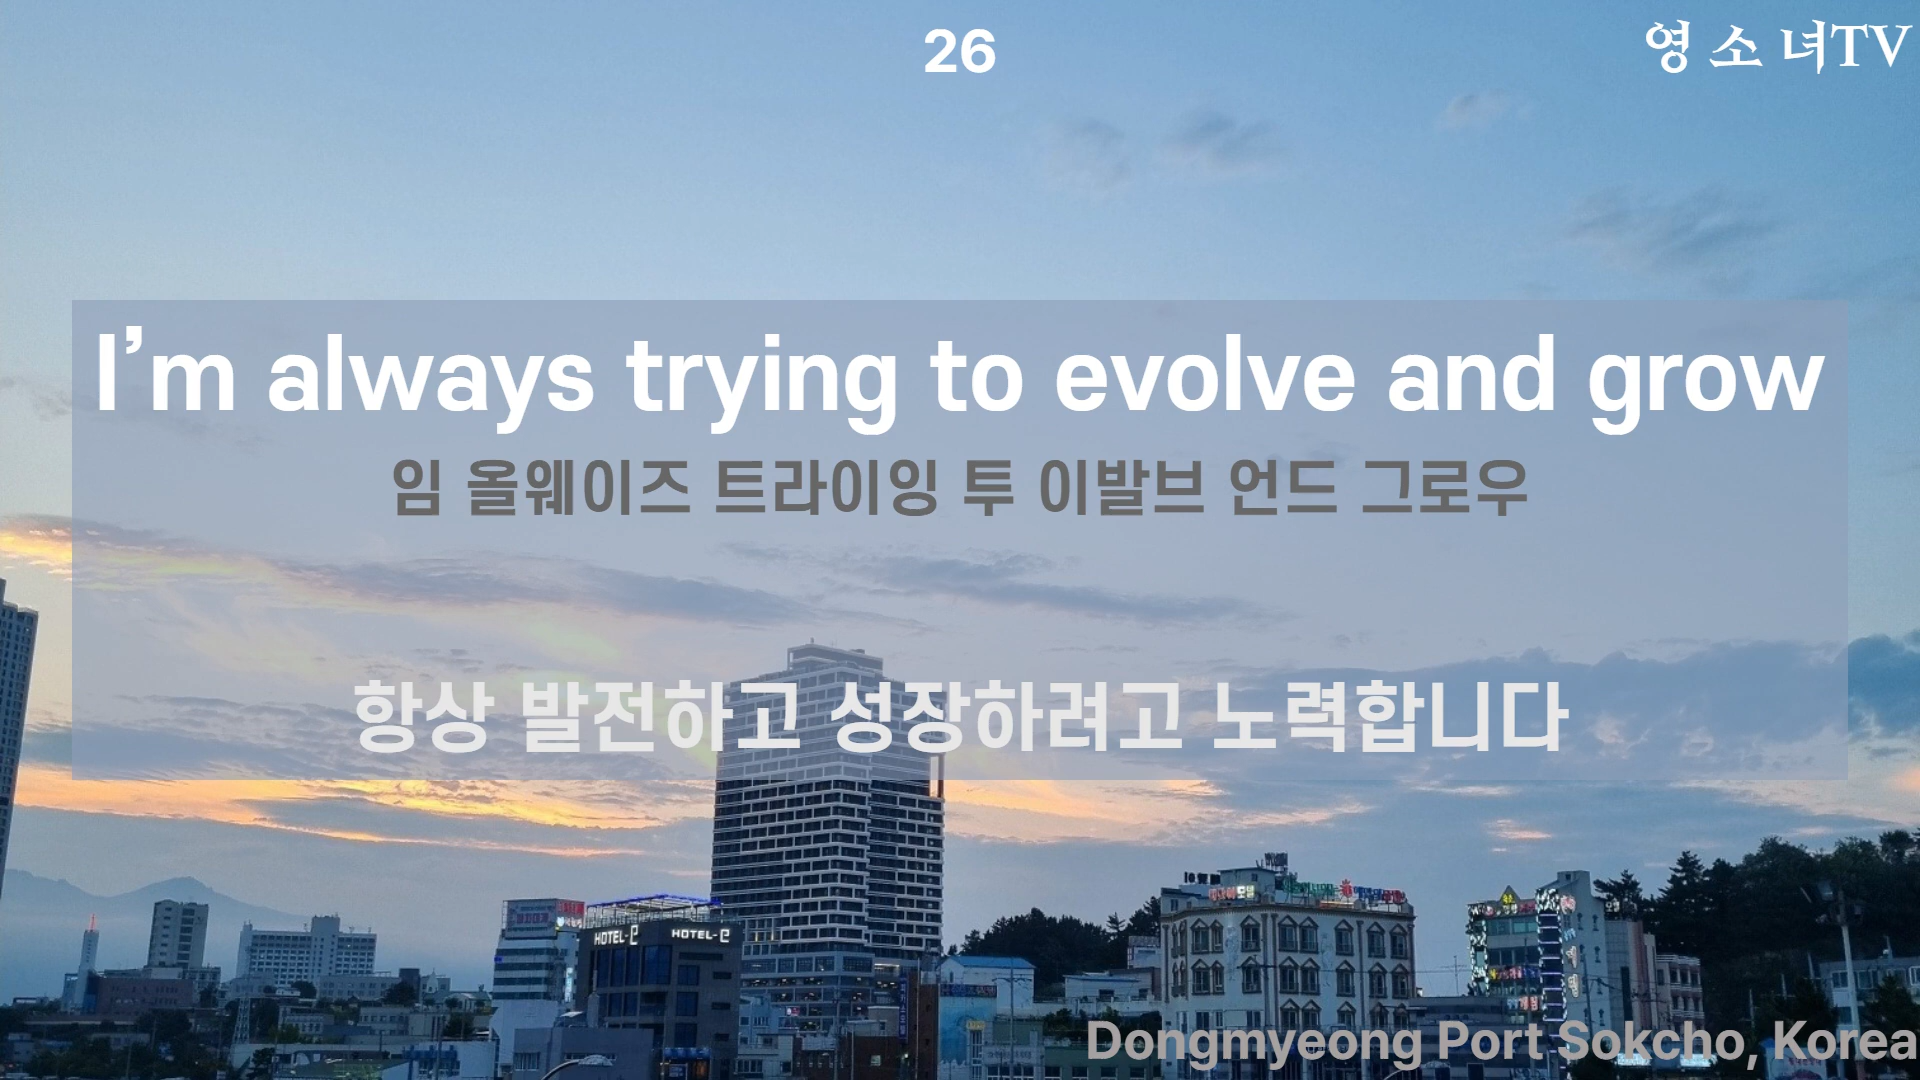 26
영 소 녀TV
I’m always trying to evolve and grow
임 올웨이즈 트라이잉 투 이발브 언드 그로우
항상 발전하고 성장하려고 노력합니다
HOTEL-e HOTEL-e
Dongmyeong Port Sokcho, Korea